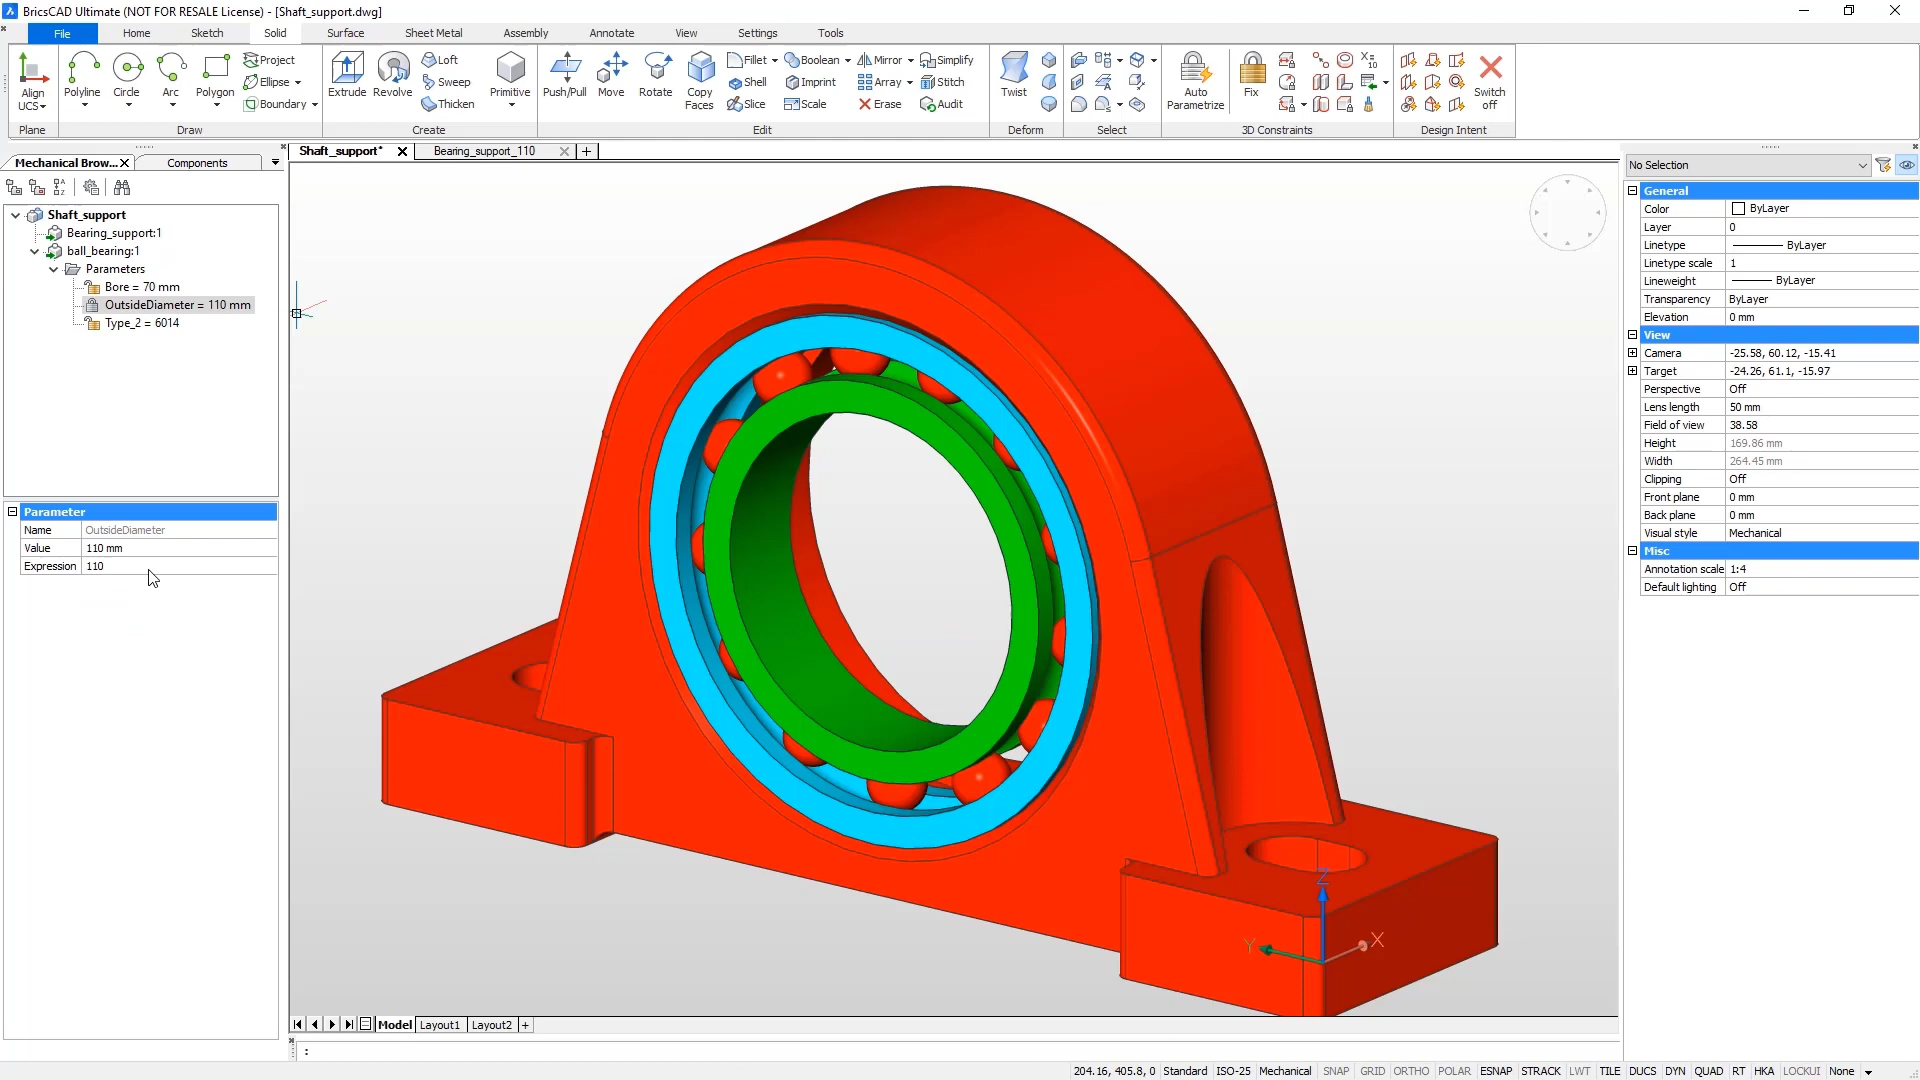 BricsCAD Ultimate (NOT FOR RESALE License) - [Shaft_support.dwg]
File Home Sketch Solid Surface Sheet Metal Assembly Annotate View Settings Tools
Align UCS
Plane
Polyline
Circle
Arc
Polygon
Project
Ellipse
Boundary
Draw
Extrude
Revolve
Loft
Sweep
Thicken
Primitive
Create
Push/Pull
Move
Rotate
Copy Faces
Fillet
Shell
Slice
Boolean
Imprint
Scale
Mirror
Array
Erase
Simplify
Stitch
Audit
Edit
Twist
Deform
Select
Auto Parametrize
Fix
3D Constraints
Switch off
Design Intent
Mechanical Brow... Components
Shaft_support* Bearing_support_110
Shaft_support
Bearing_support:1
ball_bearing:1
Parameters
Bore = 70 mm
OutsideDiameter = 110 mm
Type_2 = 6014
Parameter
Name OutsideDiameter
Value 110 mm
Expression 110
Z
Y
X
Model Layout1 Layout2
:
No Selection
General
Color ByLayer
Layer 0
Linetype ByLayer
Linetype scale 1
Lineweight ByLayer
Transparency ByLayer
Elevation 0 mm
View
Camera -25.58, 60.12, -15.41
Target -24.26, 61.1, -15.97
Perspective Off
Lens length 50 mm
Field of view 38.58
Height 169.86 mm
Width 264.45 mm
Clipping Off
Front plane 0 mm
Back plane 0 mm
Visual style Mechanical
Misc
Annotation scale 1:4
Default lighting Off
204.16, 405.8, 0 Standard ISO-25 Mechanical SNAP GRID ORTHO POLAR ESNAP STRACK LWT TILE DUCS DYN QUAD RT HKA LOCKUI None